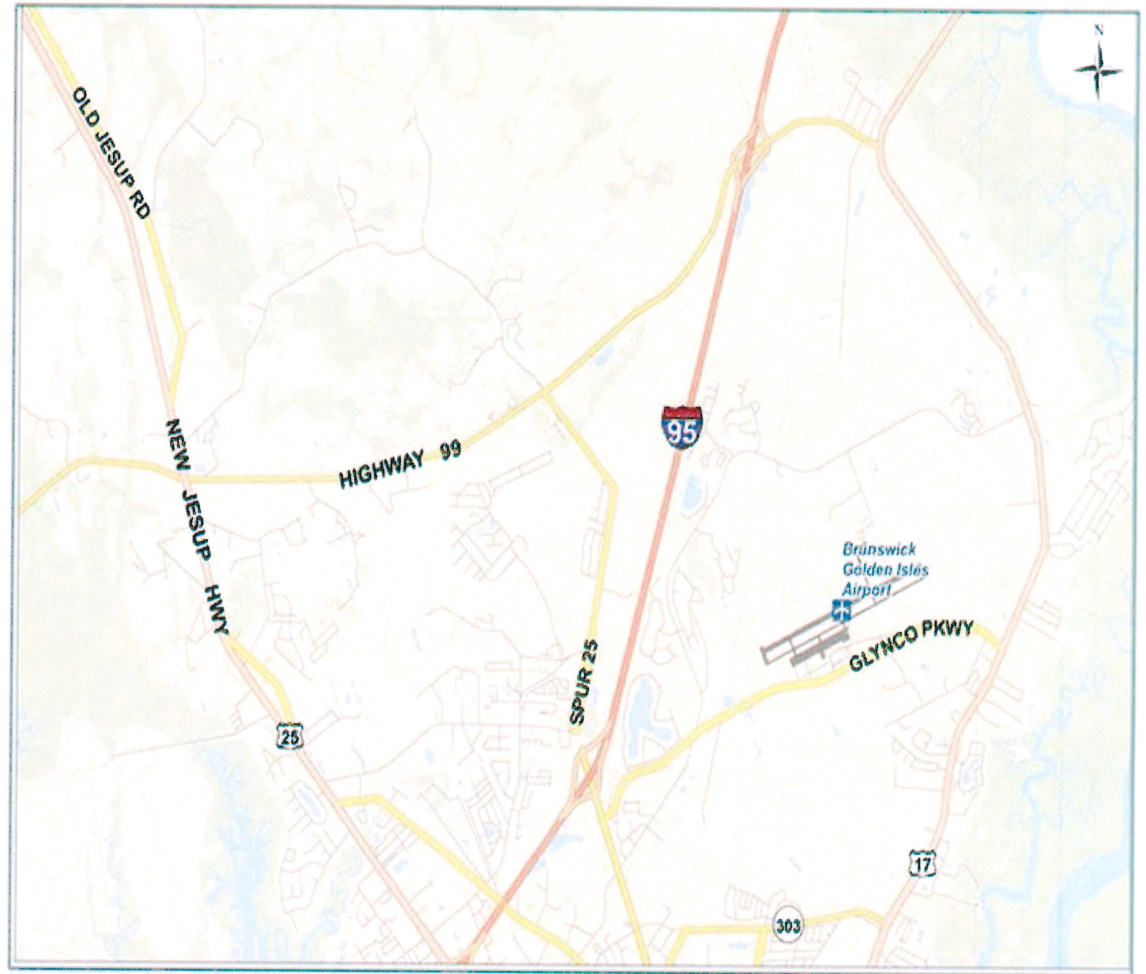 N
OLD JESUP RD
NEW JESUP HWY
HIGHWAY 99
95
Brunswick
Golden Isles
Airport
GLYNCO PKWY
SPUR 25
25
17
303